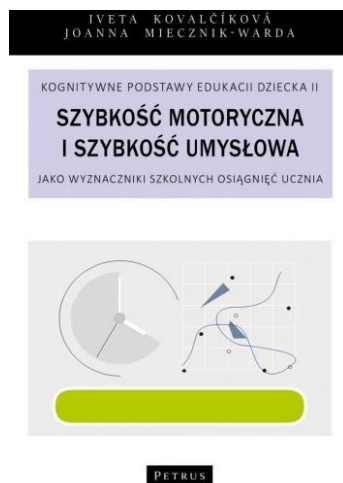 IVETA KOVALČÍKOVÁ
JOANNA MIECZNIK-WARDA
KOGNITYWNE PODSTAWY EDUKACJI DZIECKA II
SZYBKOŚĆ MOTORYCZNA
I SZYBKOŚĆ UMYSŁOWA
JAKO WYZNACZNIKI SZKOLNYCH OSIĄGNIĘĆ UCZNIA
PETRUS